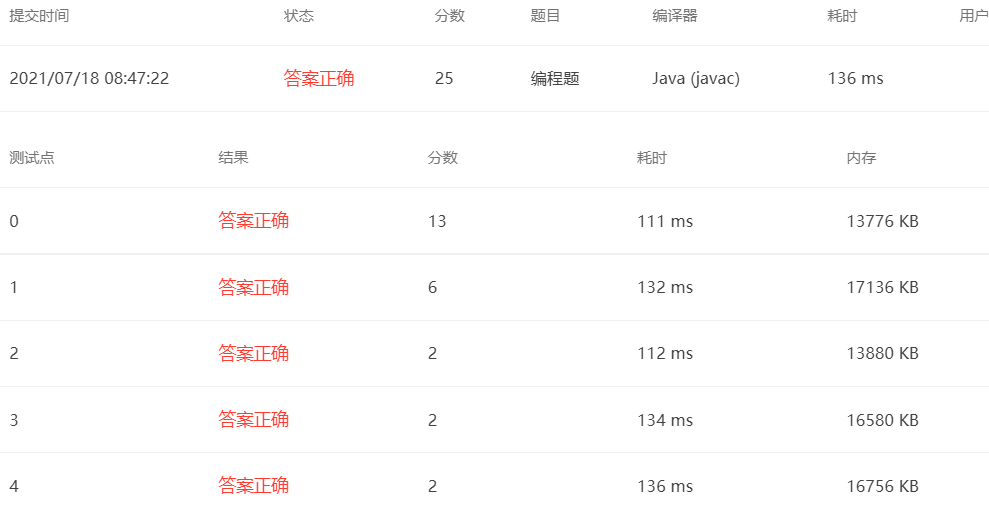 提交时间 状态 分数 题目 编译器 耗时 用户
2021/07/18 08:47:22 答案正确 25 编程题 Java (javac) 136 ms
测试点 结果 分数 耗时 内存
0 答案正确 13 111 ms 13776 KB
1 答案正确 6 132 ms 17136 KB
2 答案正确 2 112 ms 13880 KB
3 答案正确 2 134 ms 16580 KB
4 答案正确 2 136 ms 16756 KB